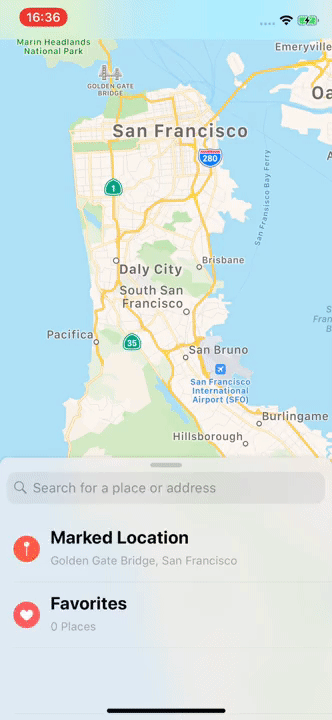 16:36
Marin Headlands
National Park
Emeryville
GOLDEN GATE
BRIDGE
Oa
San Francisco
280
1
San Fransisco Bay Ferry
Daly City
Brisbane
South San
Francisco
S
Fr
B
Pacifica
35
San Bruno
San Francisco
International
Airport (SFO)
Burlingame
Hillsborough
Search for a place or address
Marked Location
Golden Gate Bridge, San Francisco
Favorites
0 Places